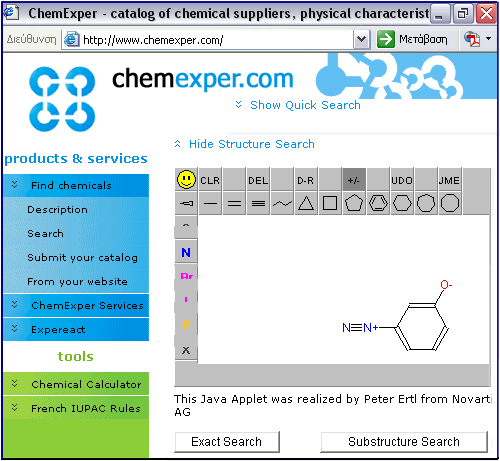 ChemExper - catalog of chemical suppliers, physical characterist
Διεύθυνση http://www.chemexper.com/ Μετάβαση
chemexper.com
Show Quick Search
Hide Structure Search
products & services
Find chemicals
Description
Search
Submit your catalog
From your website
ChemExper Services
Expereact
tools
Chemical Calculator
French IUPAC Rules
CLR DEL D-R +/- UDO JME
N
X
O-
N≡N+
This Java Applet was realized by Peter Ertl from Novarti
AG
Exact Search Substructure Search